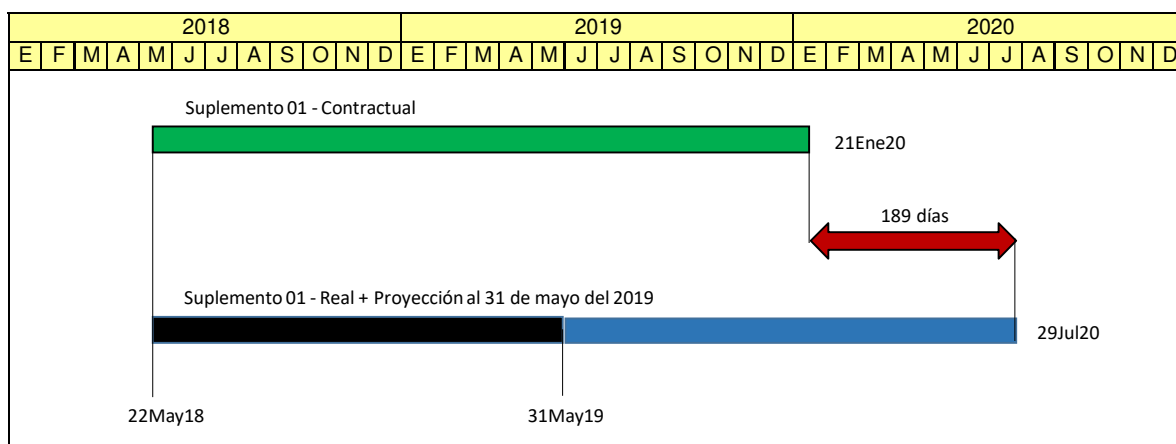 2018 2019 2020
E F M A M J J A S O N D E F M A M J J A S O N D E F M A M J J A S O N D
Suplemento 01 - Contractual
21Ene20
189 días
Suplemento 01 - Real + Proyección al 31 de mayo del 2019
29Jul20
22May18 31May19